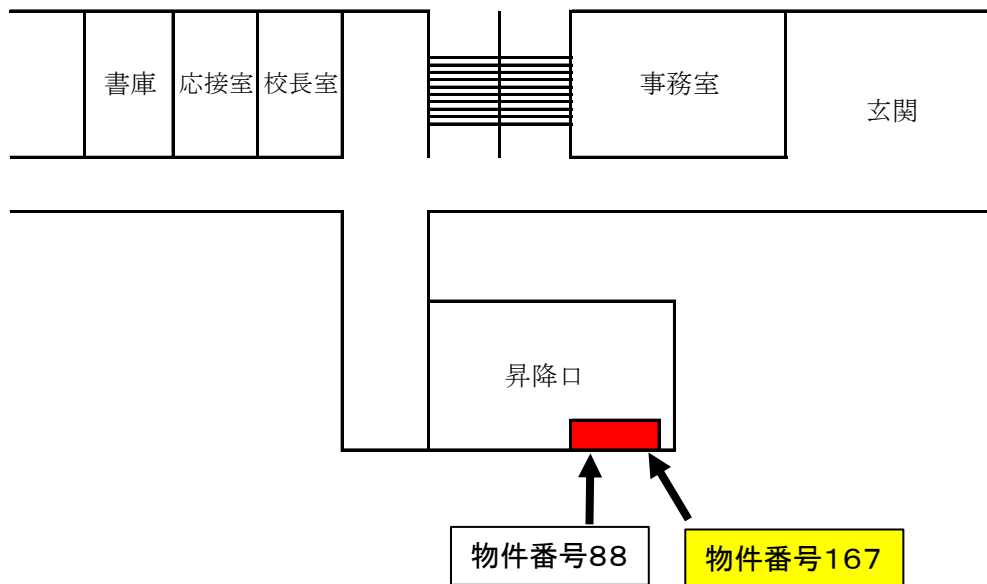 書庫
応接室
校長室
事務室
玄関
昇降口
物件番号88
物件番号167